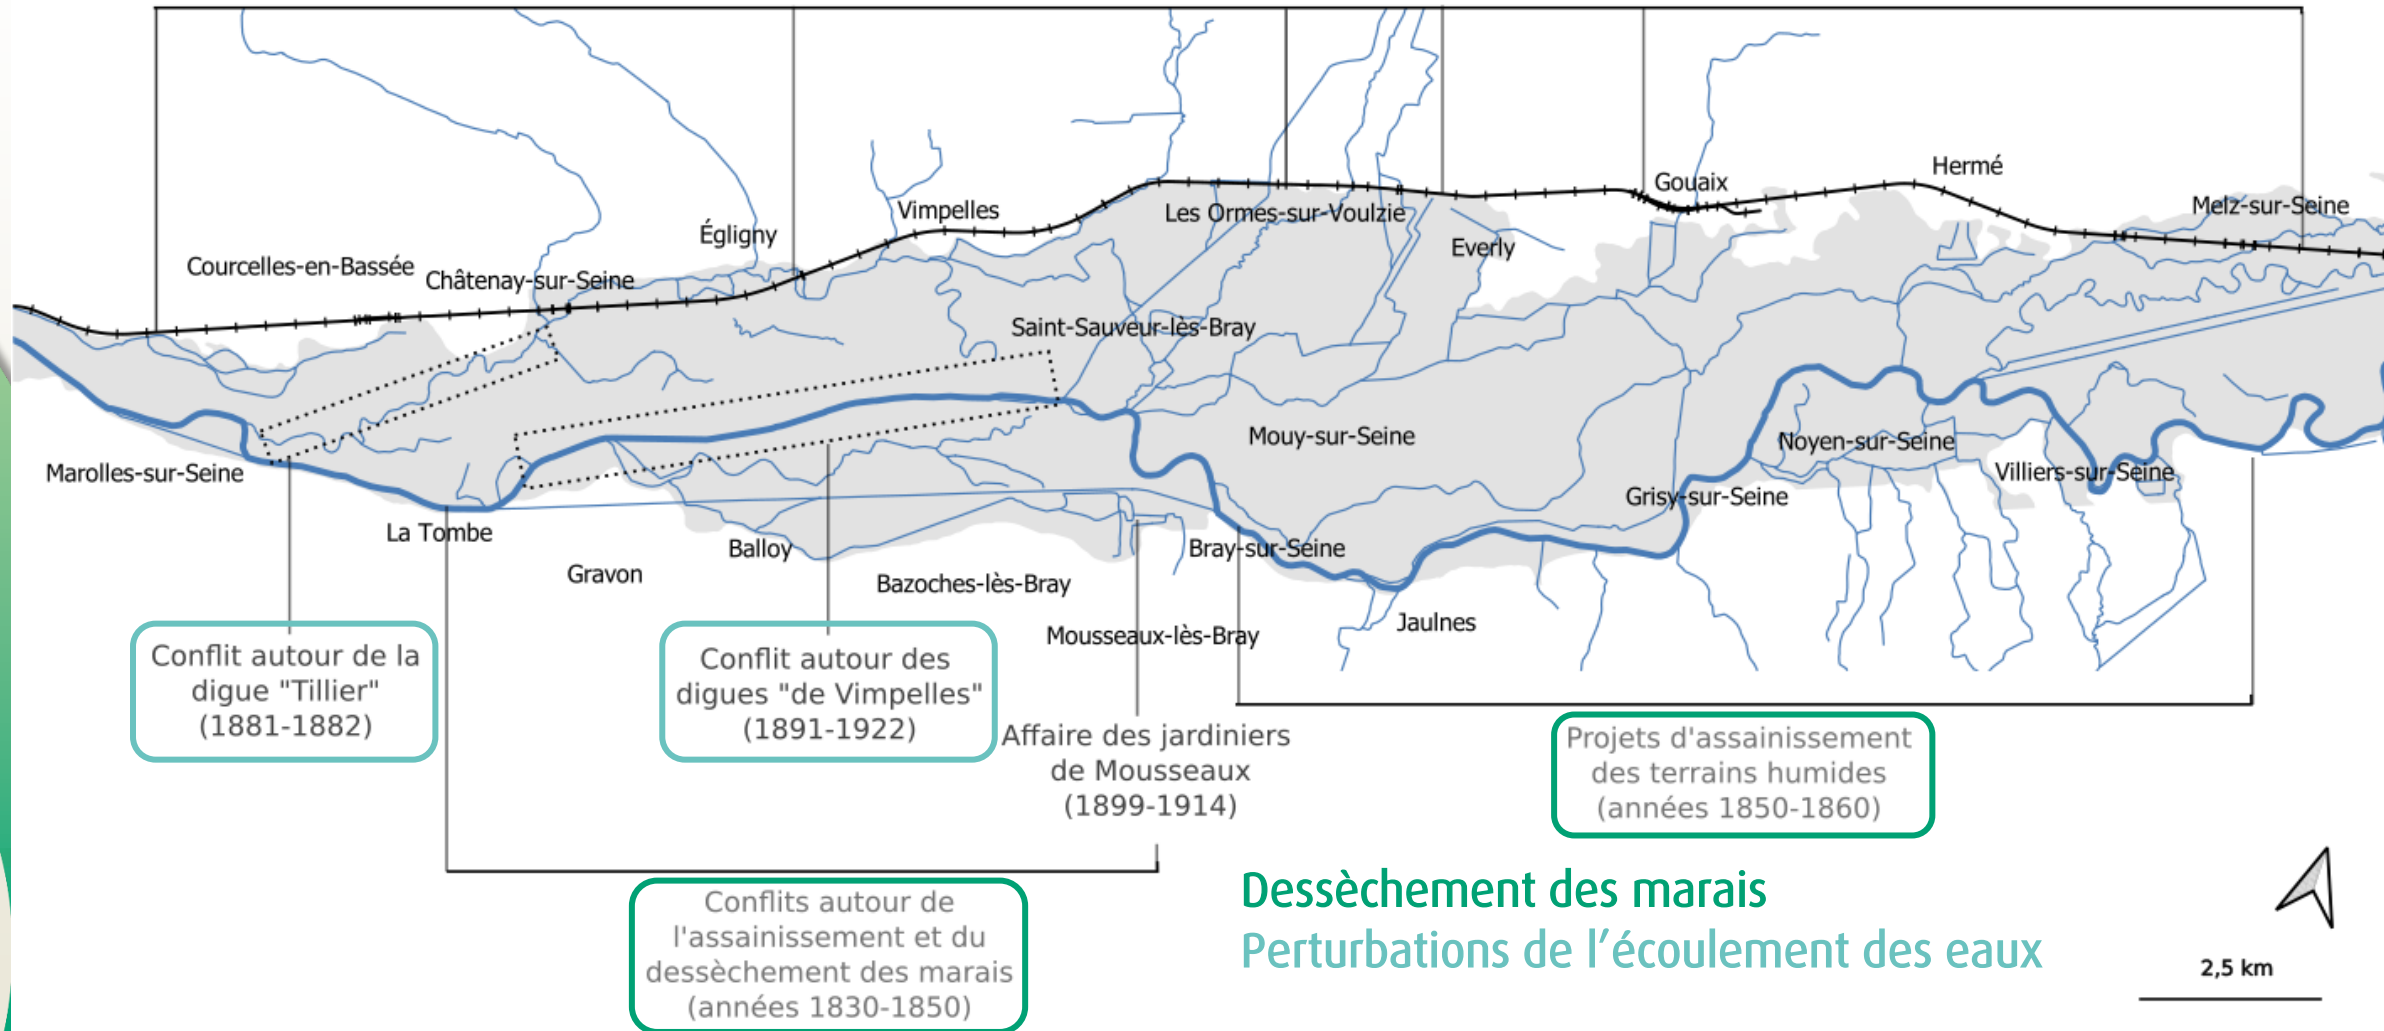 Hermé
Gouaix
Melz-sur-Seine
Vimpelles
Les Ormes-sur-Voulzie
Égligny
Everly
Courcelles-en-Bassée
Châtenay-sur-Seine
Saint-Sauveur-lès-Bray
Mouy-sur-Seine
Noyen-sur-Seine
Marolles-sur-Seine
Villiers-sur-Seine
Grisy-sur-Seine
La Tombe
Balloy
Bray-sur-Seine
Gravon
Bazoches-lès-Bray
Jaulnes
Mousseaux-lès-Bray
Conflit autour de la
digue "Tillier"
(1881-1882)
Conflit autour des
digues "de Vimpelles"
(1891-1922)
Affaire des jardiniers
de Mousseaux
(1899-1914)
Projets d'assainissement
des terrains humides
(années 1850-1860)
Conflits autour de
l'assainissement et du
dessèchement des marais
(années 1830-1850)
Dessèchement des marais
Perturbations de l'écoulement des eaux
2,5 km